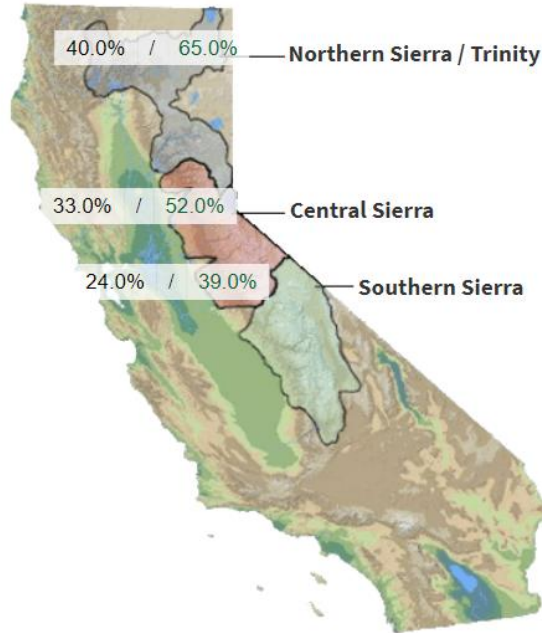 40.0% / 65.0% Northern Sierra / Trinity
33.0% / 52.0% Central Sierra
24.0% / 39.0% Southern Sierra